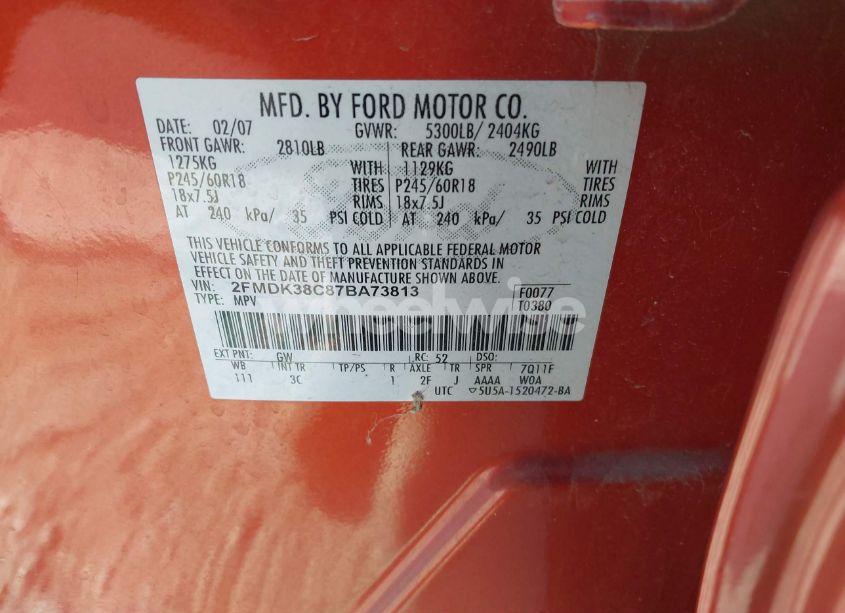 MFD. BY FORD MOTOR CO.
DATE: 02/07 GVWR: 5300LB/ 2404KG
FRONT GAWR: 2810LB REAR GAWR: 2490LB
1275KG WITH 1129KG WITH
P245/60R18 TIRES P245/60R18 TIRES
18x7.5J RIMS 18x7.5J RIMS
AT 240 kPa/ 35 PSI COLD AT 240 kPa/ 35 PSI COLD
THIS VEHICLE CONFORMS TO ALL APPLICABLE FEDERAL MOTOR
VEHICLE SAFETY AND THEFT PREVENTION STANDARDS IN
EFFECT ON THE DATE OF MANUFACTURE SHOWN ABOVE.
VIN: 2FMDK38C87BA73813 F0077
TYPE: MPV T0380
wheelwise
EXT PNT: GW RC: 52 DSO:
WB INT TR TP/PS R AXLE TR SPR 7Q11F
111 3C 1 2F J AAAA W0A
UTC 5U5A-1520472-BA